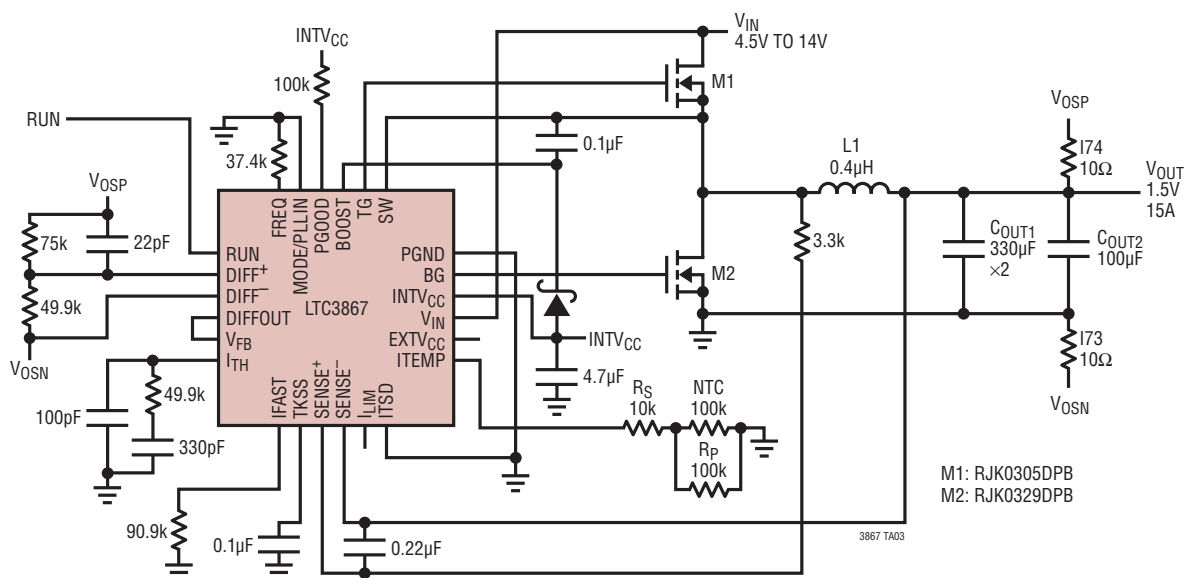 V_IN
4.5V TO 14V
INTV_CC
100k
M1
RUN
37.4k
0.1µF
V_OSP
I74
10Ω
L1
0.4µH
V_OUT
1.5V
15A
V_OSP
75k
22pF
FREQ
MODE/PLLIN
PGOOD
BOOST
TG
SW
3.3k
C_OUT1
330µF
×2
C_OUT2
100µF
RUN
DIFF+
DIFF–
DIFFOUT
V_FB
I_TH
LTC3867
PGND
BG
INTV_CC
V_IN
EXTV_CC
ITEMP
M2
49.9k
V_OSN
INTV_CC
4.7µF
I73
10Ω
V_OSN
100pF
49.9k
330pF
IFAST
TKSS
SENSE+
SENSE–
I_LIM
ITSD
R_S
10k
NTC
100k
R_P
100k
M1: RJK0305DPB
M2: RJK0329DPB
90.9k
0.1µF
0.22µF
3867 TA03